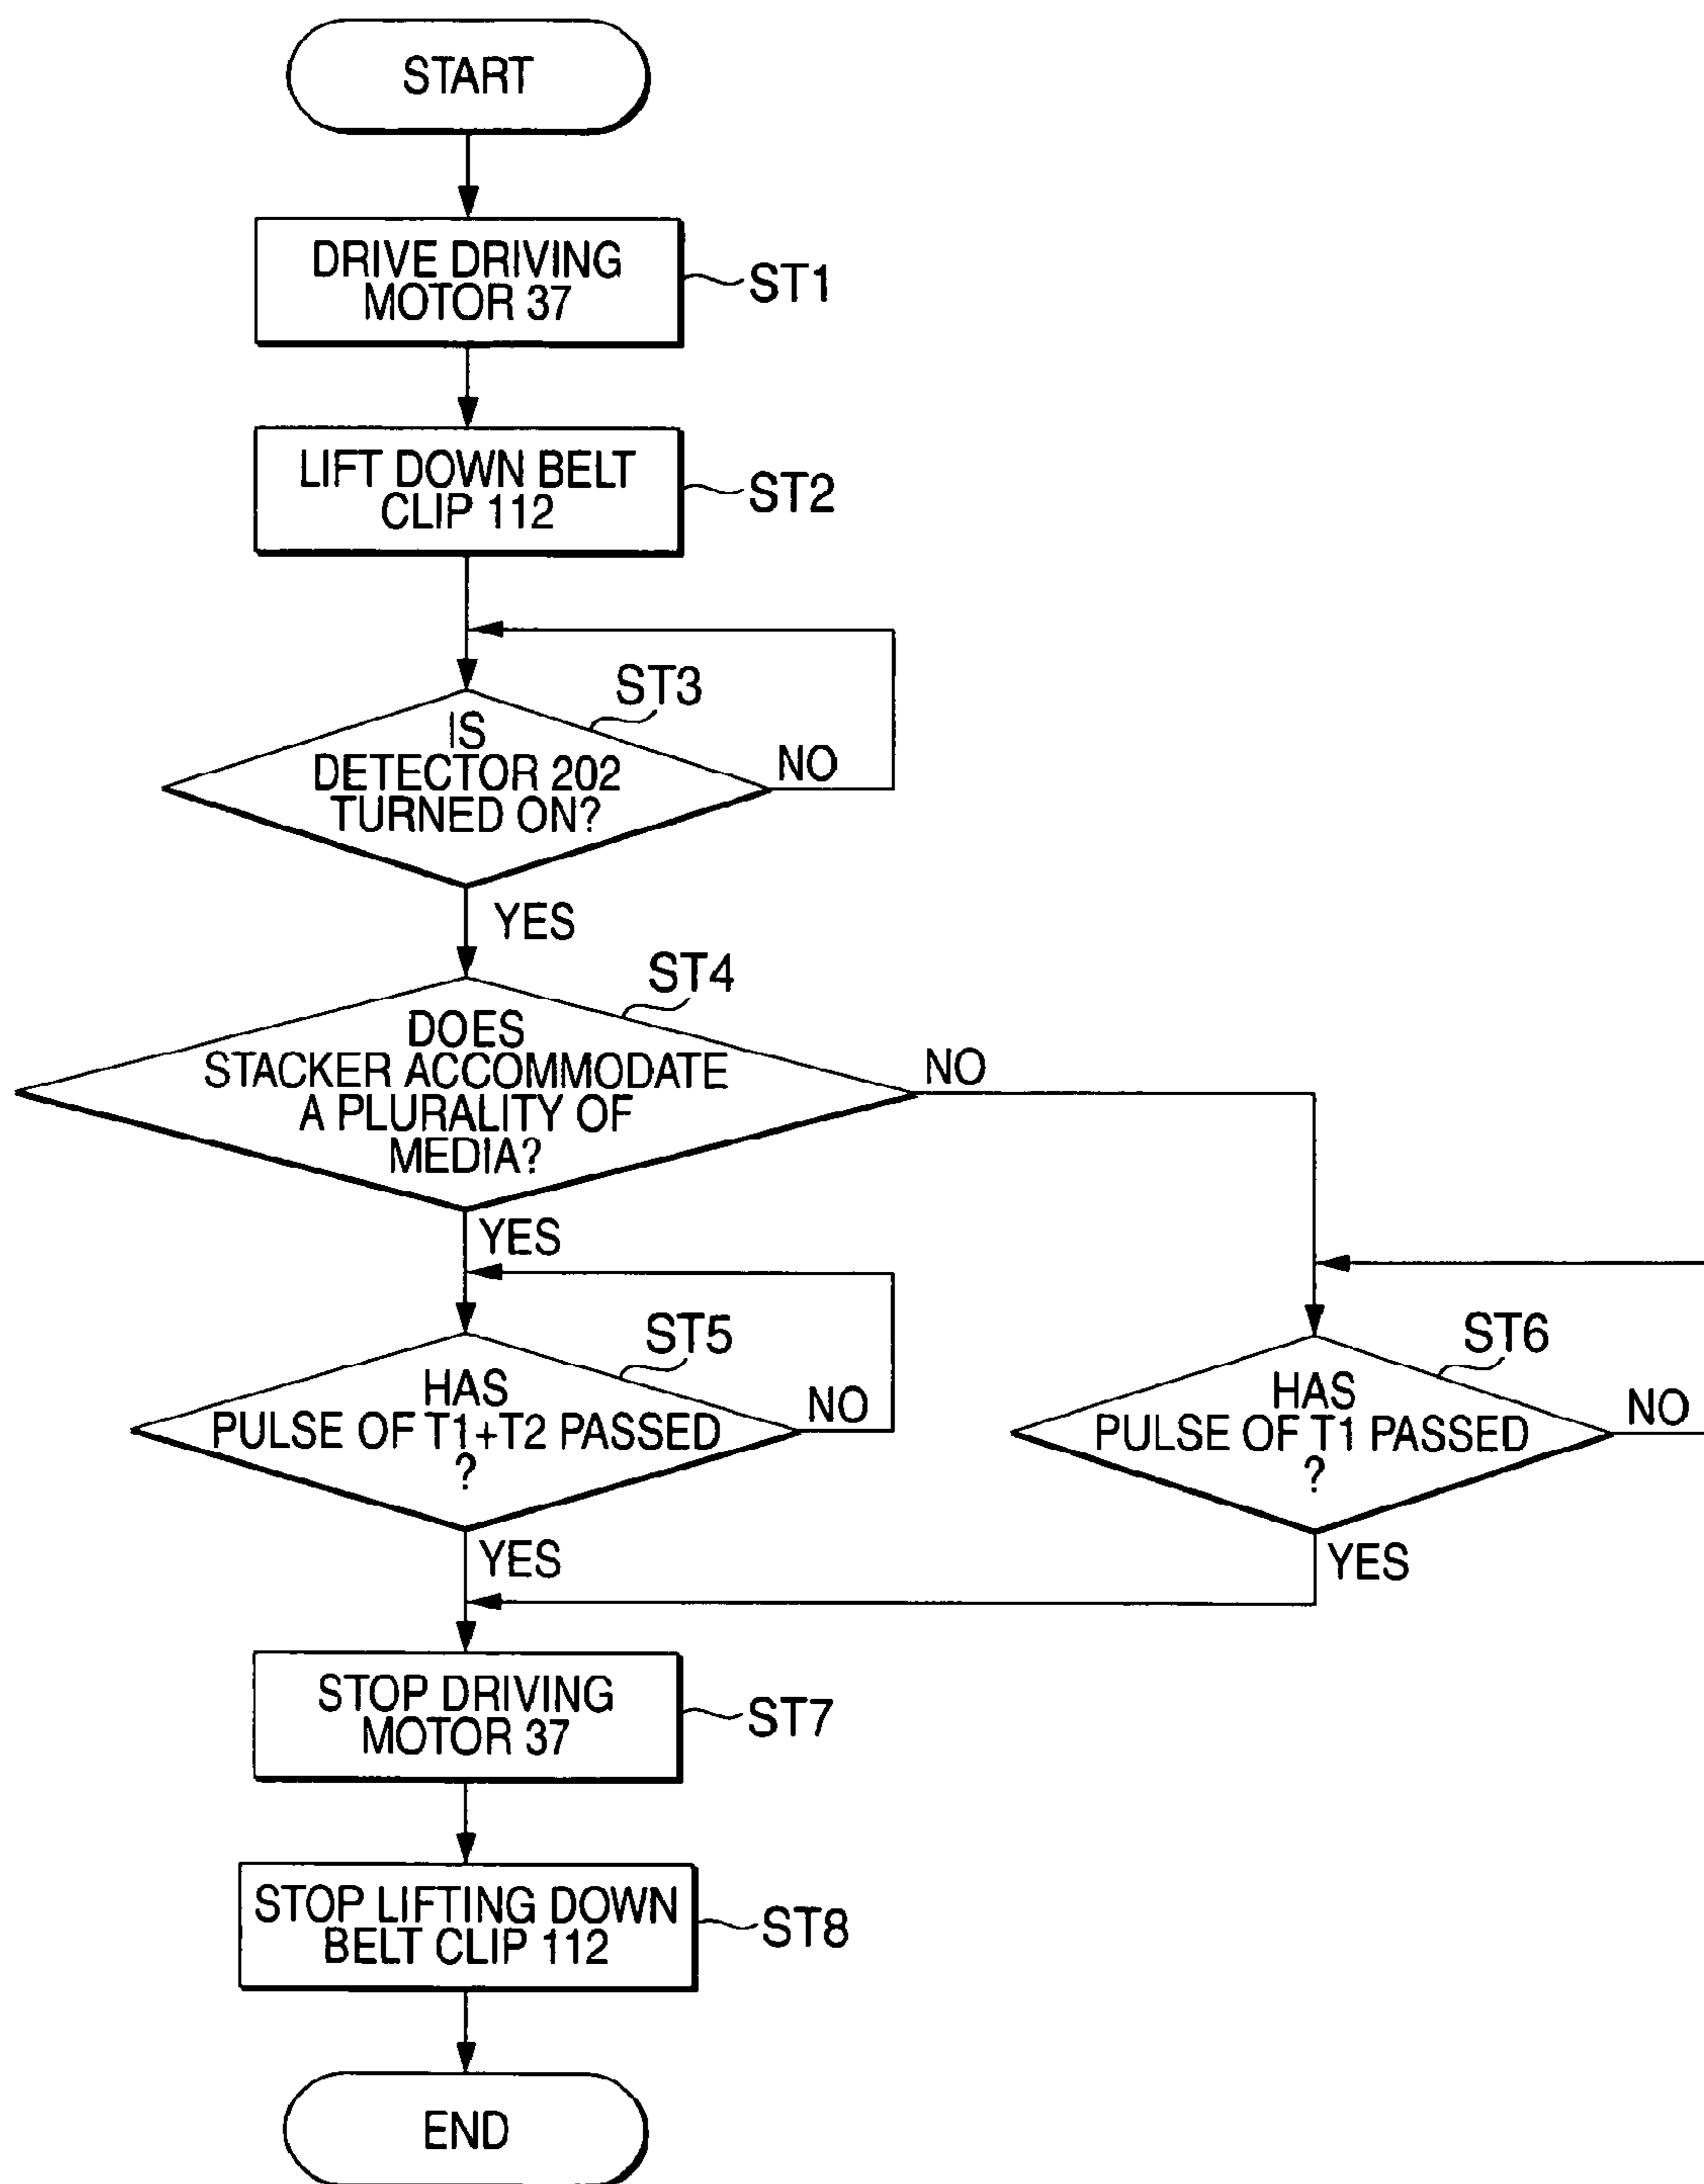 START
DRIVE DRIVING
MOTOR 37
ST1
LIFT DOWN BELT
CLIP 112
ST2
ST3
IS
DETECTOR 202
TURNED ON?
NO
YES
ST4
DOES
STACKER ACCOMMODATE
A PLURALITY OF
MEDIA?
NO
YES
ST5
HAS
PULSE OF T1+T2 PASSED
?
NO
YES
ST6
HAS
PULSE OF T1 PASSED
?
NO
YES
STOP DRIVING
MOTOR 37
ST7
STOP LIFTING DOWN
BELT CLIP 112
ST8
END